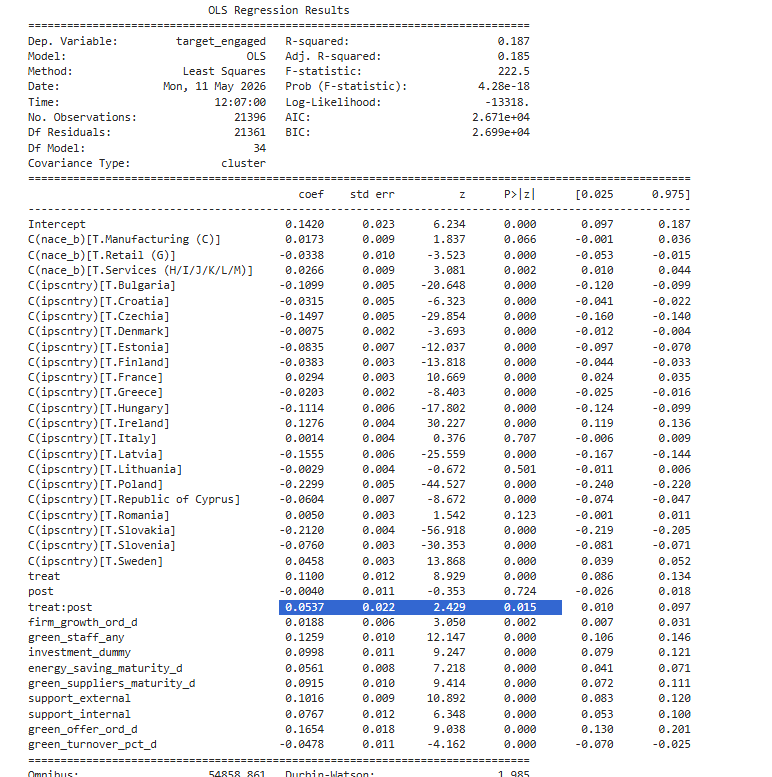 OLS Regression Results
==============================================================================
Dep. Variable: target_engaged R-squared: 0.187
Model: OLS Adj. R-squared: 0.185
Method: Least Squares F-statistic: 222.5
Date: Mon, 11 May 2026 Prob (F-statistic): 4.28e-18
Time: 12:07:00 Log-Likelihood: -13318.
No. Observations: 21396 AIC: 2.671e+04
Df Residuals: 21361 BIC: 2.699e+04
Df Model: 34
Covariance Type: cluster
==============================================================================
coef std err z P>|z| [0.025 0.975]
------------------------------------------------------------------------------
Intercept 0.1420 0.023 6.234 0.000 0.097 0.187
C(nace_b)[T.Manufacturing (C)] 0.0173 0.009 1.837 0.066 -0.001 0.036
C(nace_b)[T.Retail (G)] -0.0338 0.010 -3.523 0.000 -0.053 -0.015
C(nace_b)[T.Services (H/I/J/K/L/M)] 0.0266 0.009 3.081 0.002 0.010 0.044
C(ipscntry)[T.Bulgaria] -0.1099 0.005 -20.648 0.000 -0.120 -0.099
C(ipscntry)[T.Croatia] -0.0315 0.005 -6.323 0.000 -0.041 -0.022
C(ipscntry)[T.Czechia] -0.1497 0.005 -29.854 0.000 -0.160 -0.140
C(ipscntry)[T.Denmark] -0.0075 0.002 -3.693 0.000 -0.012 -0.004
C(ipscntry)[T.Estonia] -0.0835 0.007 -12.037 0.000 -0.097 -0.070
C(ipscntry)[T.Finland] -0.0383 0.003 -13.818 0.000 -0.044 -0.033
C(ipscntry)[T.France] 0.0294 0.003 10.669 0.000 0.024 0.035
C(ipscntry)[T.Greece] -0.0203 0.002 -8.403 0.000 -0.025 -0.016
C(ipscntry)[T.Hungary] -0.1114 0.006 -17.802 0.000 -0.124 -0.099
C(ipscntry)[T.Ireland] 0.1276 0.004 30.227 0.000 0.119 0.136
C(ipscntry)[T.Italy] 0.0014 0.004 0.376 0.707 -0.006 0.009
C(ipscntry)[T.Latvia] -0.1555 0.006 -25.559 0.000 -0.167 -0.144
C(ipscntry)[T.Lithuania] -0.0029 0.004 -0.672 0.501 -0.011 0.006
C(ipscntry)[T.Poland] -0.2299 0.005 -44.527 0.000 -0.240 -0.220
C(ipscntry)[T.Republic of Cyprus] -0.0604 0.007 -8.672 0.000 -0.074 -0.047
C(ipscntry)[T.Romania] 0.0050 0.003 1.542 0.123 -0.001 0.011
C(ipscntry)[T.Slovakia] -0.2120 0.004 -56.918 0.000 -0.219 -0.205
C(ipscntry)[T.Slovenia] -0.0760 0.003 -30.353 0.000 -0.081 -0.071
C(ipscntry)[T.Sweden] 0.0458 0.003 13.868 0.000 0.039 0.052
treat 0.1100 0.012 8.929 0.000 0.086 0.134
post -0.0040 0.011 -0.353 0.724 -0.026 0.018
treat:post 0.0537 0.022 2.429 0.015 0.010 0.097
firm_growth_ord_d 0.0188 0.006 3.050 0.002 0.007 0.031
green_staff_any 0.1259 0.010 12.147 0.000 0.106 0.146
investment_dummy 0.0998 0.011 9.247 0.000 0.079 0.121
energy_saving_maturity_d 0.0561 0.008 7.218 0.000 0.041 0.071
green_suppliers_maturity_d 0.0915 0.010 9.414 0.000 0.072 0.111
support_external 0.1016 0.009 10.892 0.000 0.083 0.120
support_internal 0.0767 0.012 6.348 0.000 0.053 0.100
green_offer_ord_d 0.1654 0.018 9.038 0.000 0.130 0.201
green_turnover_pct_d -0.0478 0.011 -4.162 0.000 -0.070 -0.025
==============================================================================
Omnibus: 54858.861 Durbin-Watson: 1.985